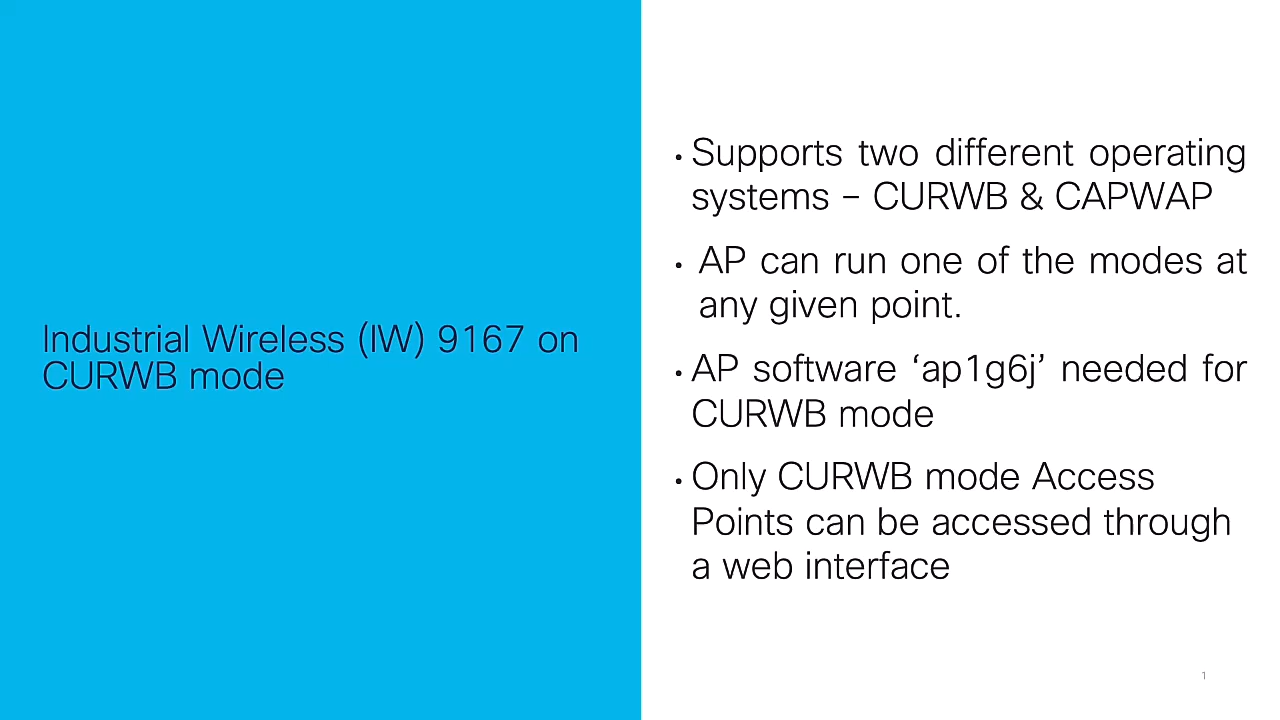 Industrial Wireless (IW) 9167 on
CURWB mode
• Supports two different operating
systems – CURWB & CAPWAP
• AP can run one of the modes at
any given point.
• AP software ‘ap1g6j’ needed for
CURWB mode
• Only CURWB mode Access
Points can be accessed through
a web interface
1